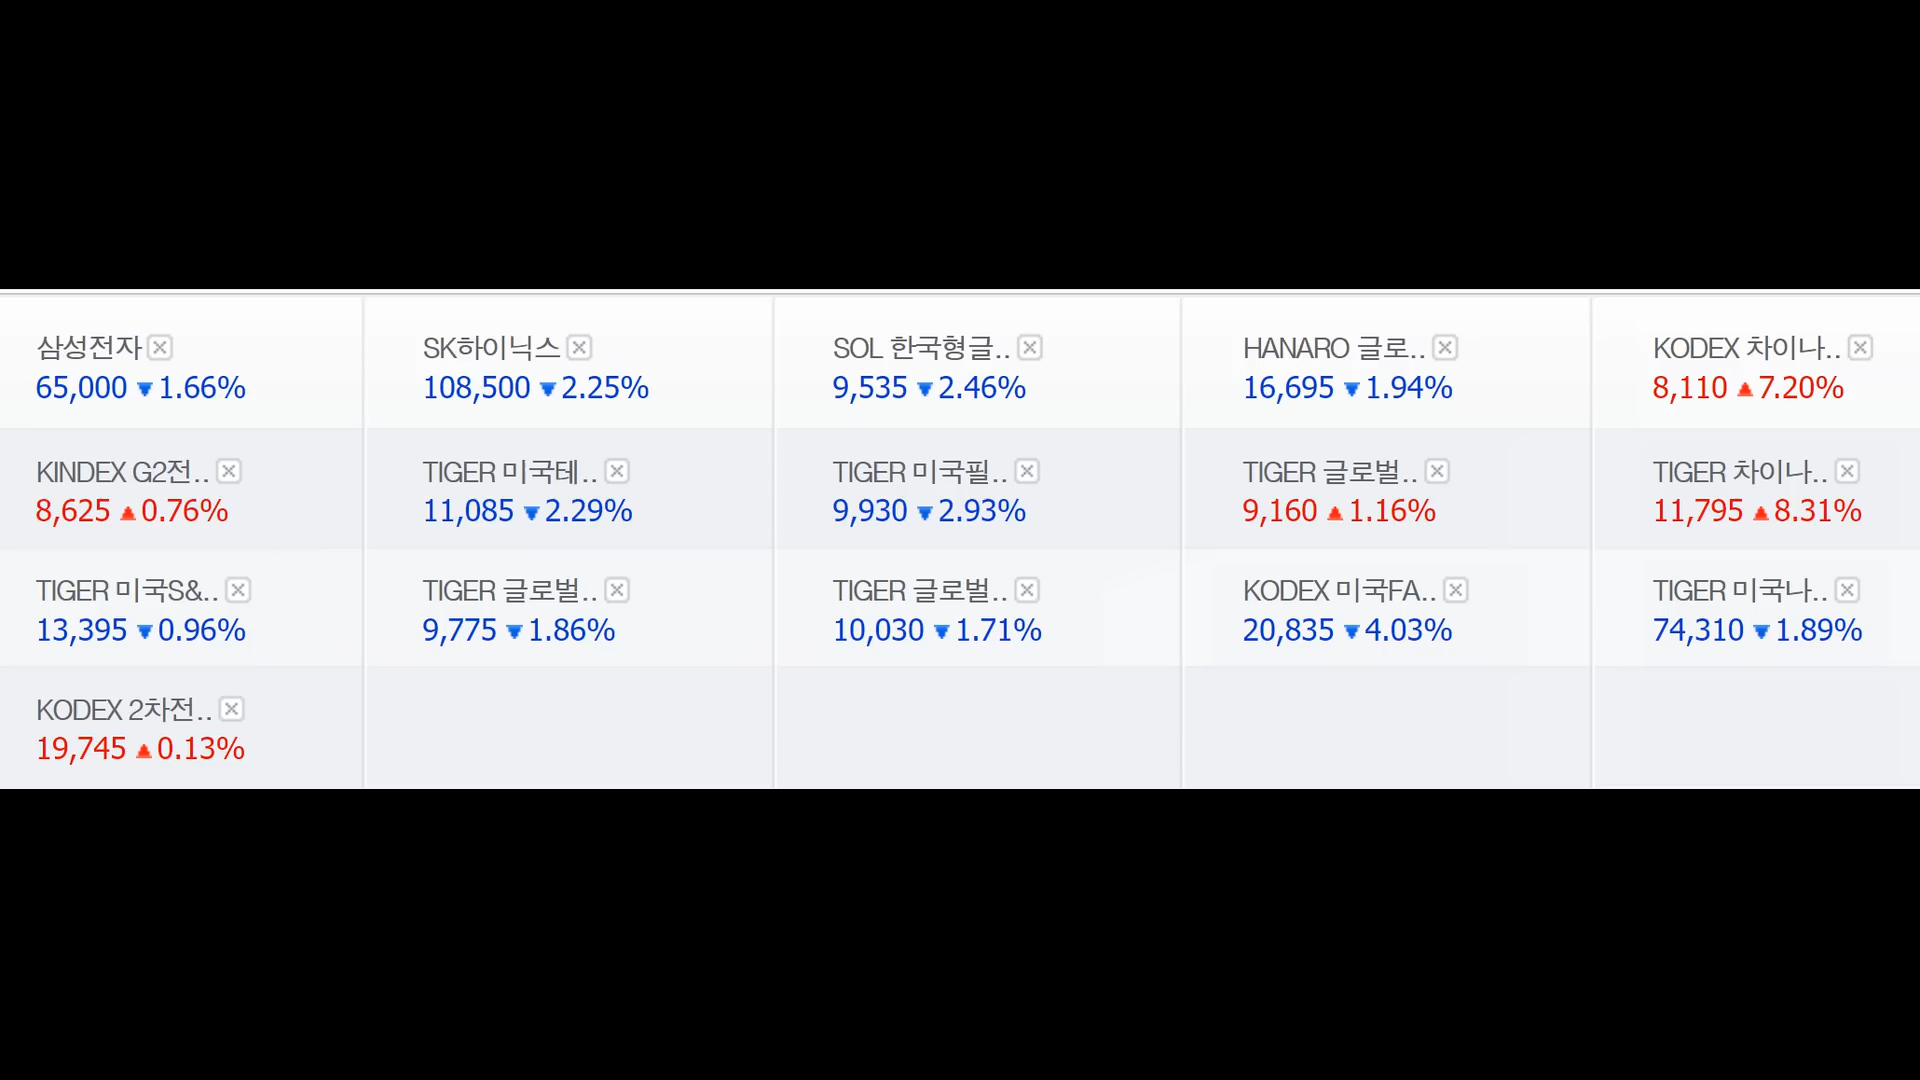 삼성전자
65,000 ▼1.66%
SK하이닉스
108,500 ▼2.25%
SOL 한국형글..
9,535 ▼2.46%
HANARO 글로..
16,695 ▼1.94%
KODEX 차이나..
8,110 ▲7.20%
KINDEX G2전..
8,625 ▲0.76%
TIGER 미국테..
11,085 ▼2.29%
TIGER 미국필..
9,930 ▼2.93%
TIGER 글로벌..
9,160 ▲1.16%
TIGER 차이나..
11,795 ▲8.31%
TIGER 미국S&..
13,395 ▼0.96%
TIGER 글로벌..
9,775 ▼1.86%
TIGER 글로벌..
10,030 ▼1.71%
KODEX 미국FA..
20,835 ▼4.03%
TIGER 미국나..
74,310 ▼1.89%
KODEX 2차전..
19,745 ▲0.13%